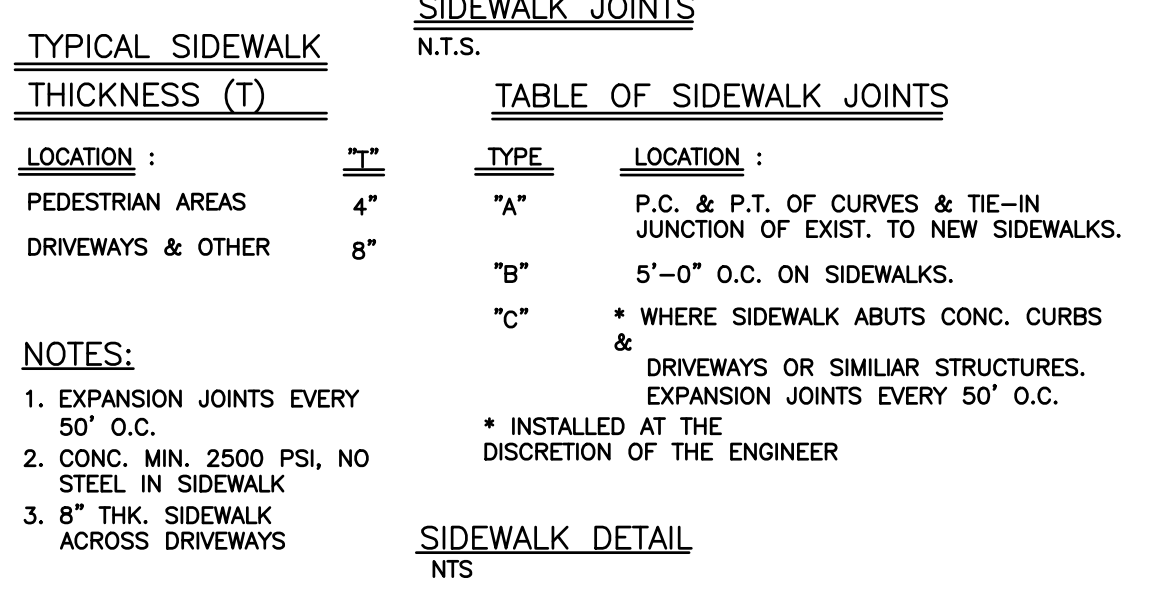 SIDEWALK JOINTS
N.T.S.
TYPICAL SIDEWALK
THICKNESS (T)
LOCATION : "T"
PEDESTRIAN AREAS 4"
DRIVEWAYS & OTHER 8"
NOTES:
1. EXPANSION JOINTS EVERY
50' O.C.
2. CONC. MIN. 2500 PSI, NO
STEEL IN SIDEWALK
3. 8" THK. SIDEWALK
ACROSS DRIVEWAYS
TABLE OF SIDEWALK JOINTS
TYPE LOCATION :
"A" P.C. & P.T. OF CURVES & TIE-IN
JUNCTION OF EXIST. TO NEW SIDEWALKS.
"B" 5'-0" O.C. ON SIDEWALKS.
"C" * WHERE SIDEWALK ABUTS CONC. CURBS
&
DRIVEWAYS OR SIMILIAR STRUCTURES.
EXPANSION JOINTS EVERY 50' O.C.
* INSTALLED AT THE
DISCRETION OF THE ENGINEER
SIDEWALK DETAIL
NTS